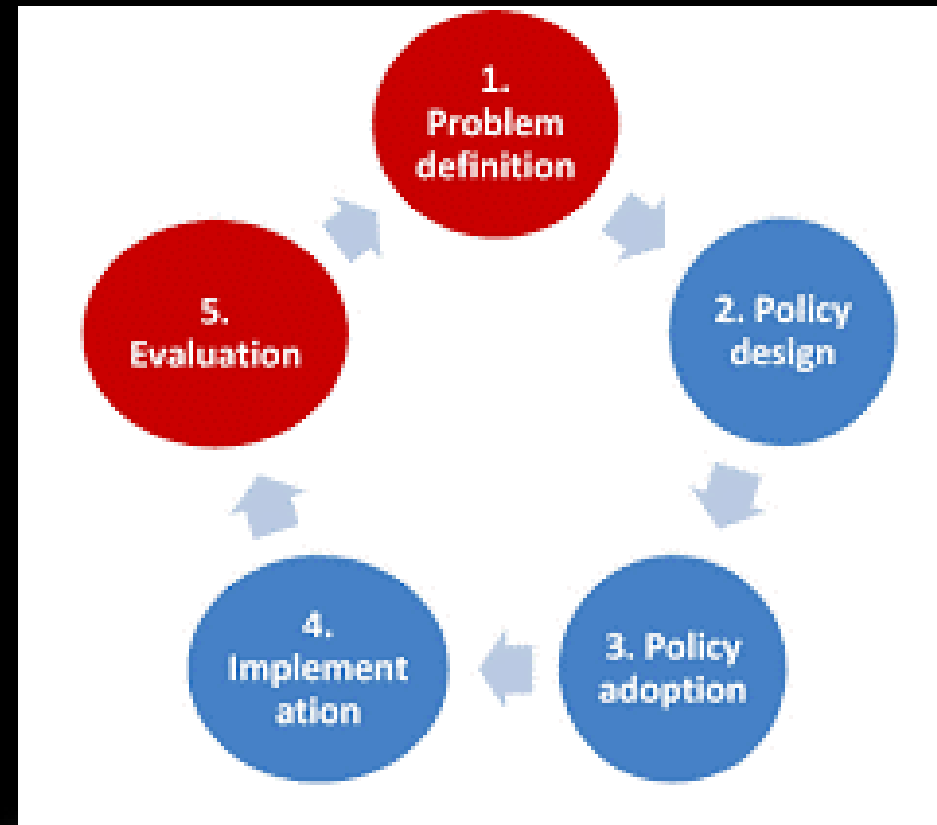 1.
Problem
definition
2. Policy
design
3. Policy
adoption
4.
Implement
ation
5.
Evaluation